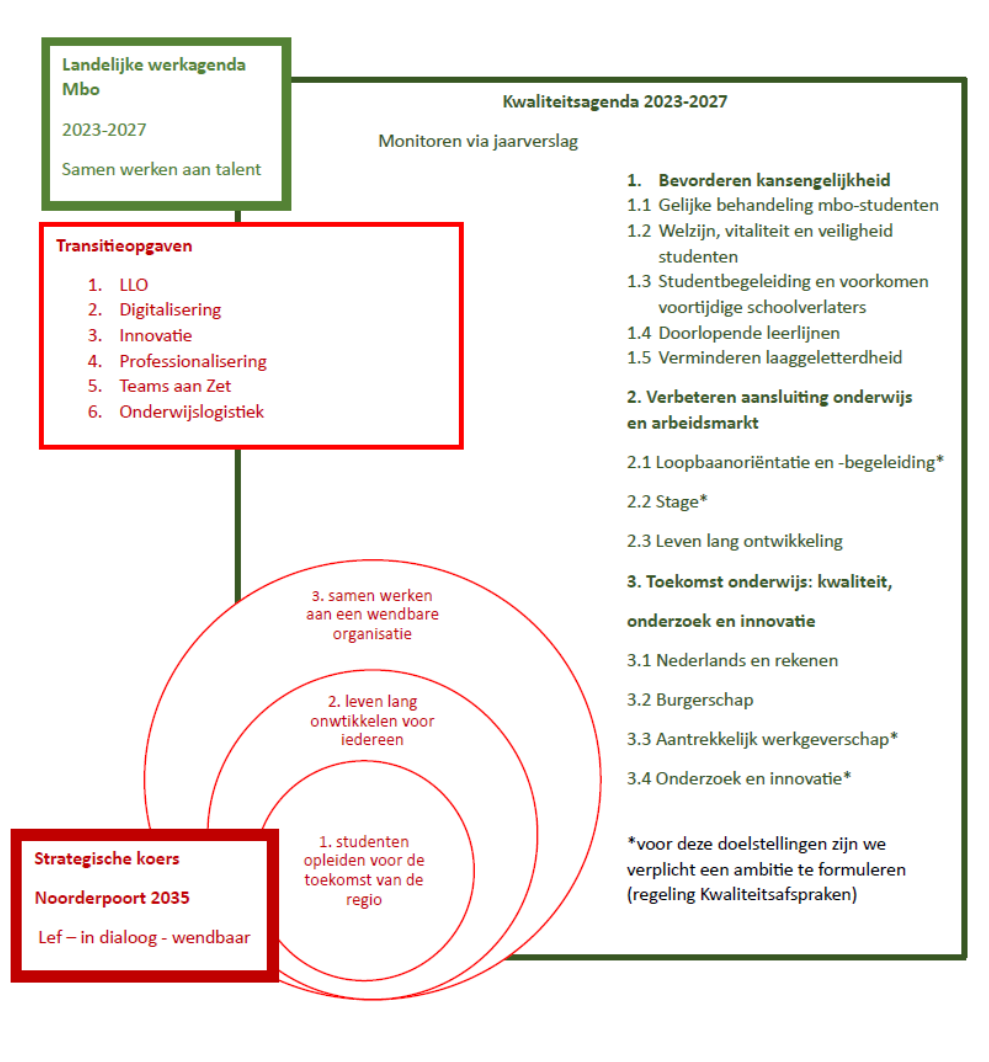 Landelijke werkagenda
Mbo
2023-2027
Samen werken aan talent
Kwaliteitsagenda 2023-2027
Monitoren via jaarverslag
Transitieopgaven
1. LLO
2. Digitalisering
3. Innovatie
4. Professionalisering
5. Teams aan Zet
6. Onderwijslogistiek
1. Bevorderen kansengelijkheid
1.1 Gelijke behandeling mbo-studenten
1.2 Welzijn, vitaliteit en veiligheid
studenten
1.3 Studentbegeleiding en voorkomen
voortijdige schoolverlaters
1.4 Doorlopende leerlijnen
1.5 Verminderen laaggeletterdheid
2. Verbeteren aansluiting onderwijs
en arbeidsmarkt
2.1 Loopbaanoriëntatie en -begeleiding*
2.2 Stage*
2.3 Leven lang ontwikkeling
3. Toekomst onderwijs: kwaliteit,
onderzoek en innovatie
3.1 Nederlands en rekenen
3.2 Burgerschap
3.3 Aantrekkelijk werkgeverschap*
3.4 Onderzoek en innovatie*
*voor deze doelstellingen zijn we
verplicht een ambitie te formuleren
(regeling Kwaliteitsafspraken)
3. samen werken
aan een wendbare
organisatie
2. leven lang
onwtikkelen voor
iedereen
1. studenten
opleiden voor de
toekomst van de
regio
Strategische koers
Noorderpoort 2035
Lef – in dialoog - wendbaar